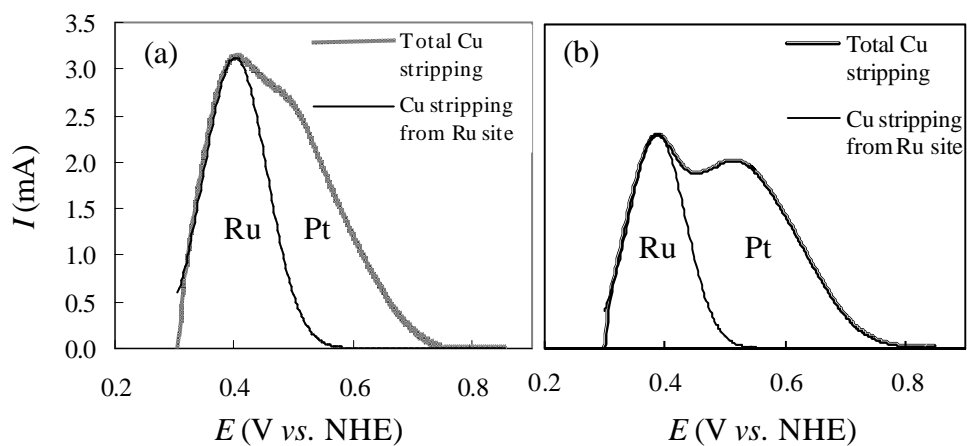 3.5
3.0
2.5
2.0
1.5
1.0
0.5
0.0
I (mA)
(a)
Total Cu
stripping
Cu stripping
from Ru site
Ru
Pt
0.2
0.4
0.6
0.8
E (V vs. NHE)
(b)
Total Cu
stripping
Cu stripping
from Ru site
Ru
Pt
0.2
0.4
0.6
0.8
E (V vs. NHE)